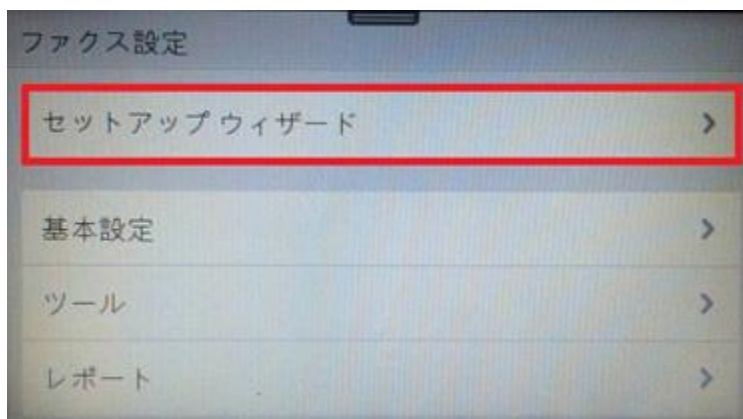 ファクス設定
セットアップ ウィザード
基本設定
ツール
レポート